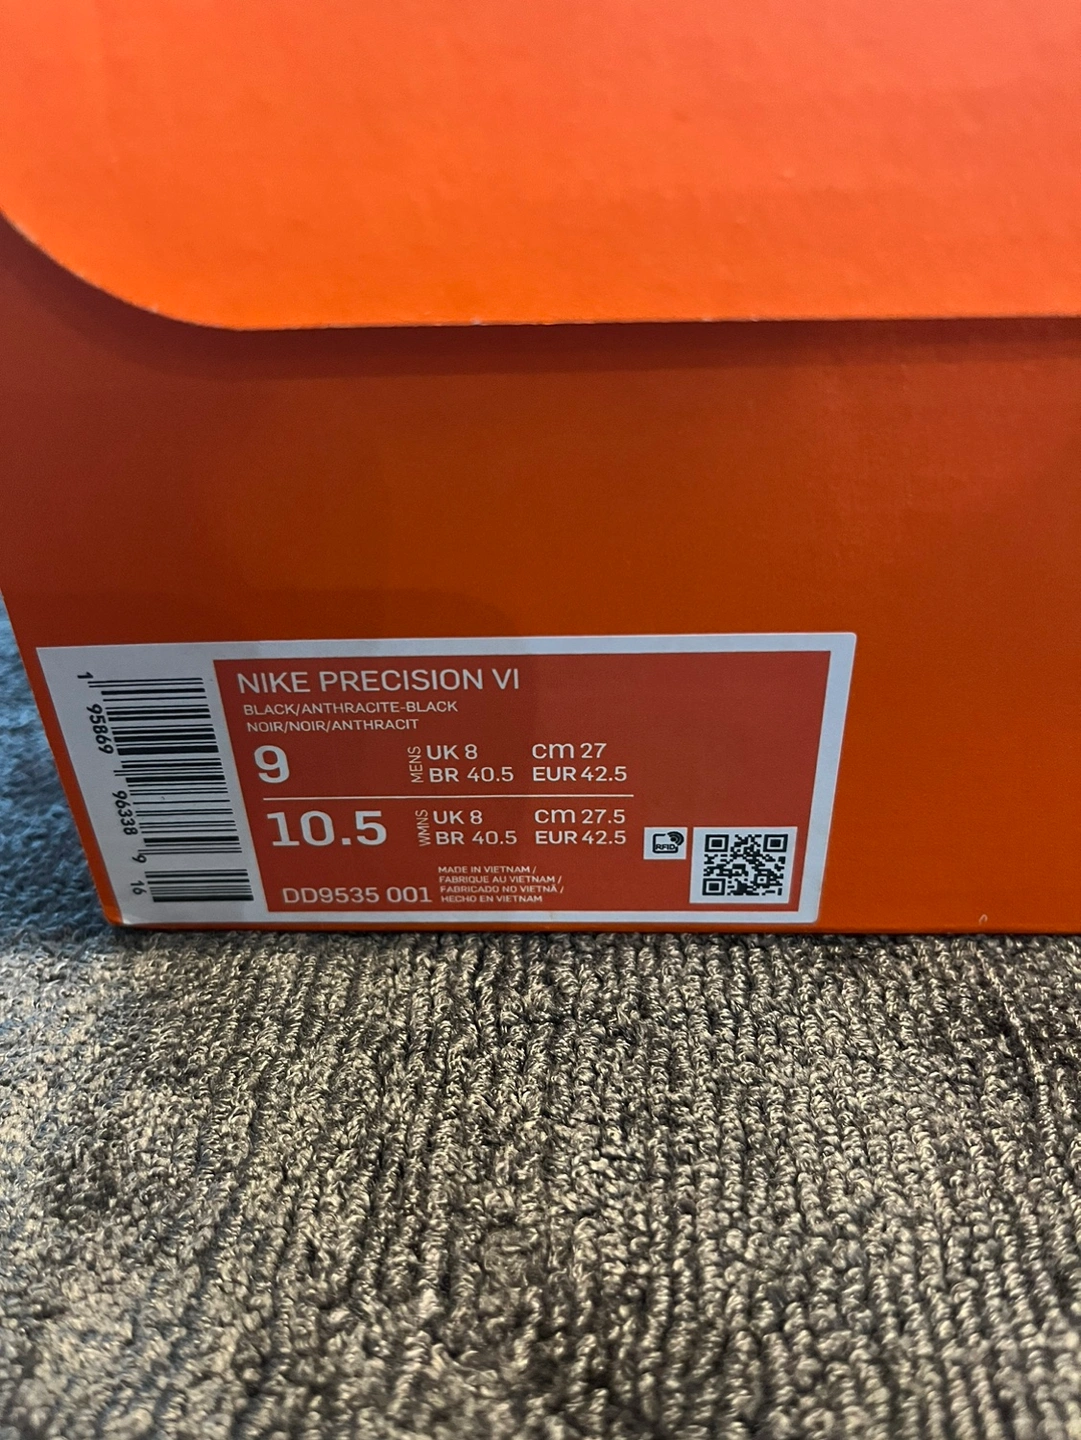 NIKE PRECISION VI
BLACK/ANTHRACITE-BLACK
NOIR/NOIR/ANTHRACIT
9 MENS UK 8 cm 27
BR 40.5 EUR 42.5
10.5 WMNS UK 8 cm 27.5
BR 40.5 EUR 42.5
RFID
DD9535 001
MADE IN VIETNAM /
FABRIQUE AU VIETNAM /
FABRICADO NO VIETNÃ /
HECHO EN VIETNAM
1 95869 96338 9 16